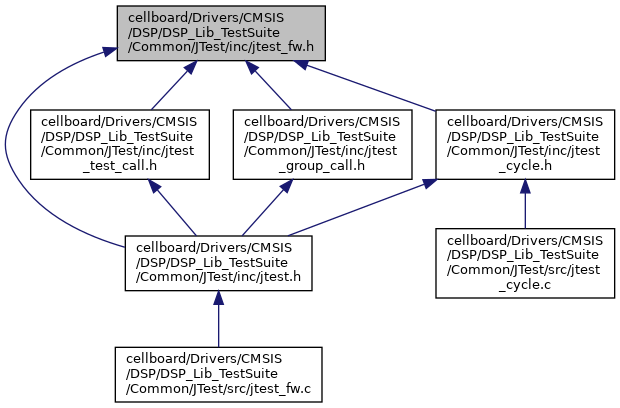 cellboard/Drivers/CMSIS
/DSP/DSP_Lib_TestSuite
/Common/JTest/inc/jtest_fw.h
cellboard/Drivers/CMSIS
/DSP/DSP_Lib_TestSuite
/Common/JTest/inc/jtest
_test_call.h
cellboard/Drivers/CMSIS
/DSP/DSP_Lib_TestSuite
/Common/JTest/inc/jtest
_group_call.h
cellboard/Drivers/CMSIS
/DSP/DSP_Lib_TestSuite
/Common/JTest/inc/jtest
_cycle.h
cellboard/Drivers/CMSIS
/DSP/DSP_Lib_TestSuite
/Common/JTest/inc/jtest.h
cellboard/Drivers/CMSIS
/DSP/DSP_Lib_TestSuite
/Common/JTest/src/jtest
_cycle.c
cellboard/Drivers/CMSIS
/DSP/DSP_Lib_TestSuite
/Common/JTest/src/jtest_fw.c